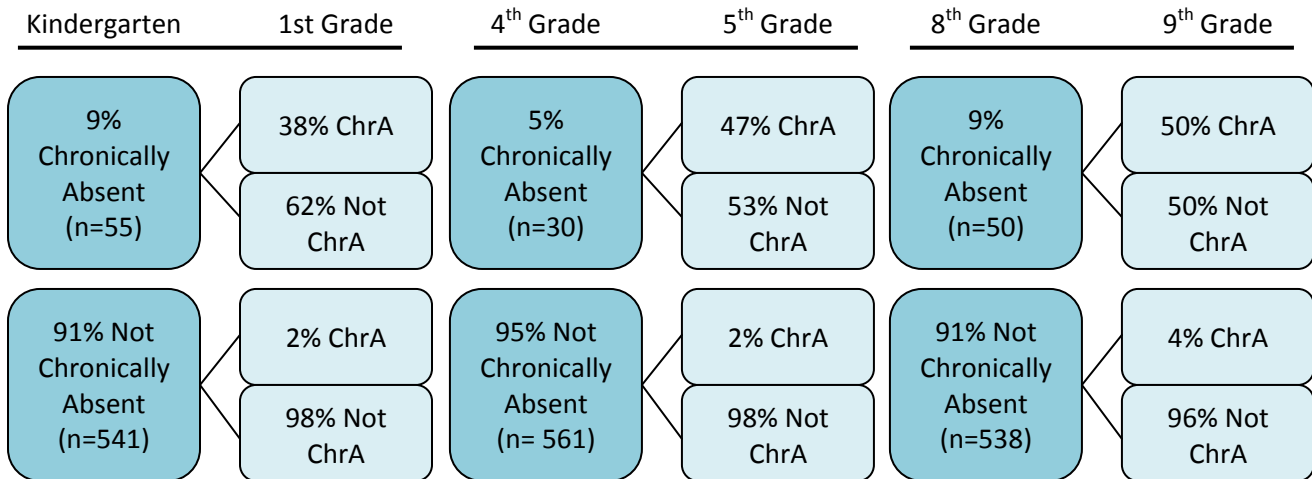 Kindergarten 1st Grade 4th Grade 5th Grade 8th Grade 9th Grade
9%
Chronically
Absent
(n=55)
38% ChrA
62% Not
ChrA
5%
Chronically
Absent
(n=30)
47% ChrA
53% Not
ChrA
9%
Chronically
Absent
(n=50)
50% ChrA
50% Not
ChrA
91% Not
Chronically
Absent
(n=541)
2% ChrA
98% Not
ChrA
95% Not
Chronically
Absent
(n= 561)
2% ChrA
98% Not
ChrA
91% Not
Chronically
Absent
(n=538)
4% ChrA
96% Not
ChrA